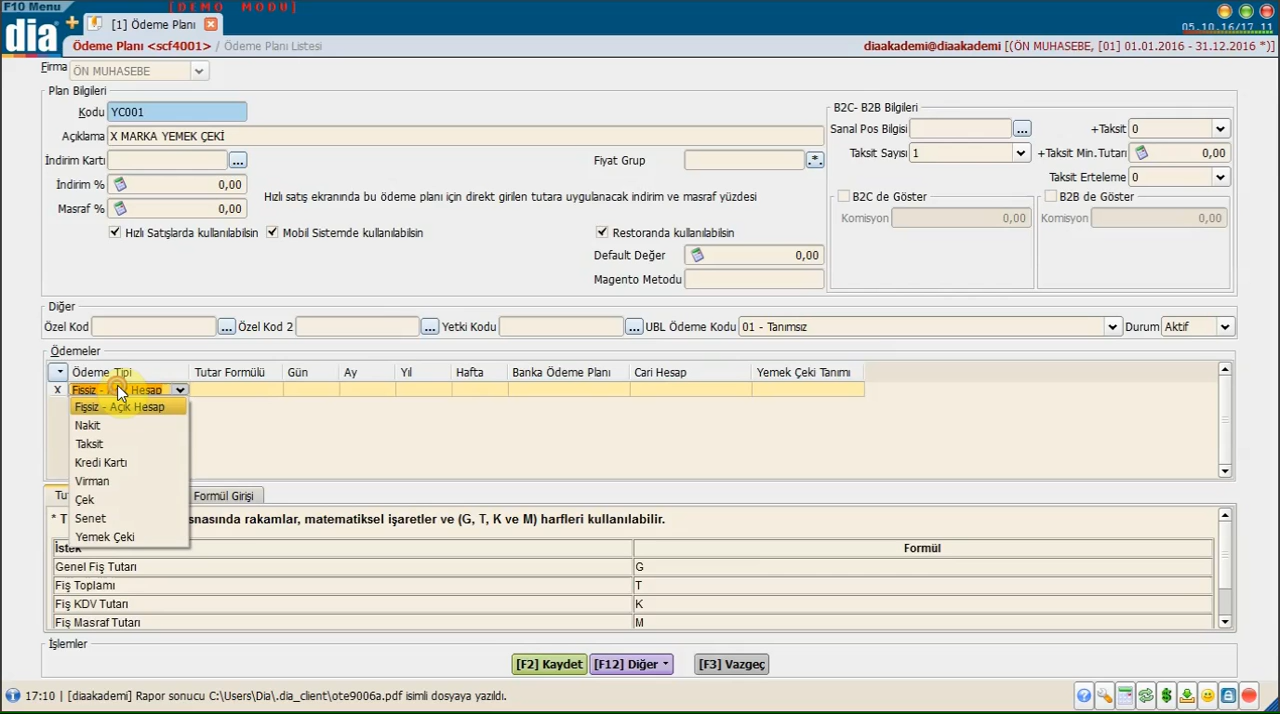 F10 Menu
[DEMO MODU]
dia
[1] Ödeme Planı
05.10.16/17 11
Ödeme Planı <scf4001> / Ödeme Planı Listesi
diaakademi@diaakademi [(ÖN MUHASEBE, [01] 01.01.2016 - 31.12.2016 *)]
Firma ÖN MUHASEBE
Plan Bilgileri
Kodu YC001
Açıklama X MARKA YEMEK ÇEKİ
İndirim Kartı ... Fiyat Grup .*.
İndirim % 0,00
Hızlı satış ekranında bu ödeme planı için direkt girilen tutara uygulanacak indirim ve masraf yüzdesi
Masraf % 0,00
Hızlı Satışlarda kullanılabilsin Mobil Sistemde kullanılabilsin Restoranda kullanılabilsin
Default Değer 0,00
Magento Metodu
B2C- B2B Bilgileri
Sanal Pos Bilgisi ... +Taksit 0
Taksit Sayısı 1 +Taksit Min.Tutarı 0,00
Taksit Erteleme 0
B2C de Göster B2B de Göster
Komisyon 0,00 Komisyon 0,00
Diğer
Özel Kod ... Özel Kod 2 ... Yetki Kodu ... UBL Ödeme Kodu 01 - Tanımsız Durum Aktif
Ödemeler
Ödeme Tipi Tutar Formülü Gün Ay Yıl Hafta Banka Ödeme Planı Cari Hesap Yemek Çeki Tanımı
X Fişsiz - Açık Hesap
Fişsiz - Açık Hesap
Nakit
Taksit
Kredi Kartı
Virman
Çek
Senet
Yemek Çeki
Tu Formül Girişi
* T snasında rakamlar, matematiksel işaretler ve (G, T, K ve M) harfleri kullanılabilir.
İstek Formül
Genel Fiş Tutarı G
Fiş Toplamı T
Fiş KDV Tutarı K
Fiş Masraf Tutarı M
İşlemler
[F2] Kaydet [F12] Diğer [F3] Vazgeç
17:10 | [diaakademi] Rapor sonucu C:\Users\Dia\.dia_client\ote9006a.pdf isimli dosyaya yazıldı.